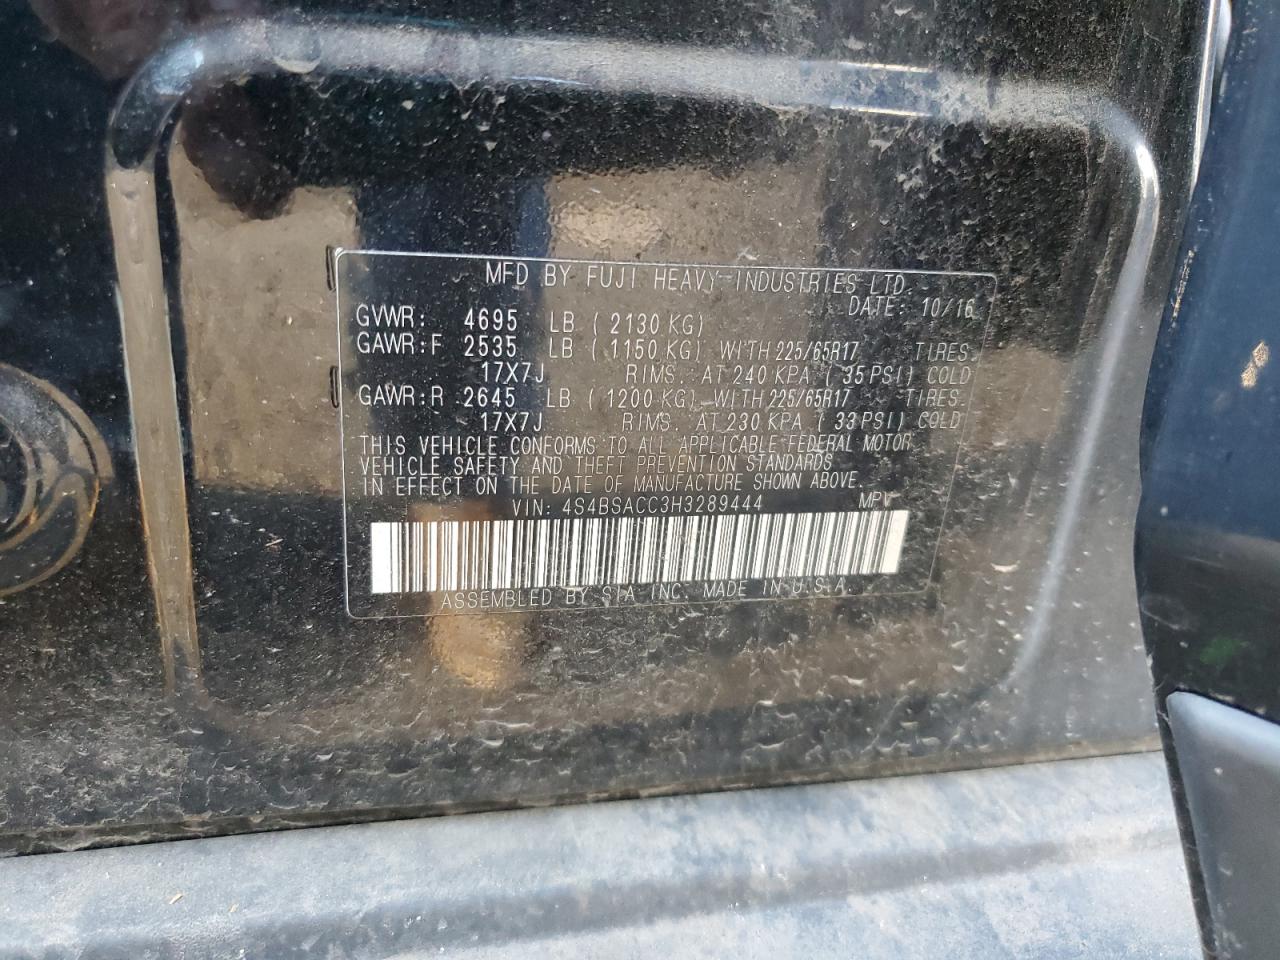 MFD BY FUJI HEAVY INDUSTRIES LTD.
DATE: 10/16
GVWR: 4695 LB ( 2130 KG)
GAWR:F 2535 LB ( 1150 KG) WITH 225/65R17 TIRES.
17X7J RIMS. AT 240 KPA ( 35 PSI) COLD
GAWR:R 2645 LB ( 1200 KG) WITH 225/65R17 TIRES.
17X7J RIMS. AT 230 KPA ( 33 PSI) COLD
THIS VEHICLE CONFORMS TO ALL APPLICABLE FEDERAL MOTOR
VEHICLE SAFETY AND THEFT PREVENTION STANDARDS
IN EFFECT ON THE DATE OF MANUFACTURE SHOWN ABOVE.
VIN: 4S4BSACC3H3289444 MPV
ASSEMBLED BY SIA INC. MADE IN U.S.A.